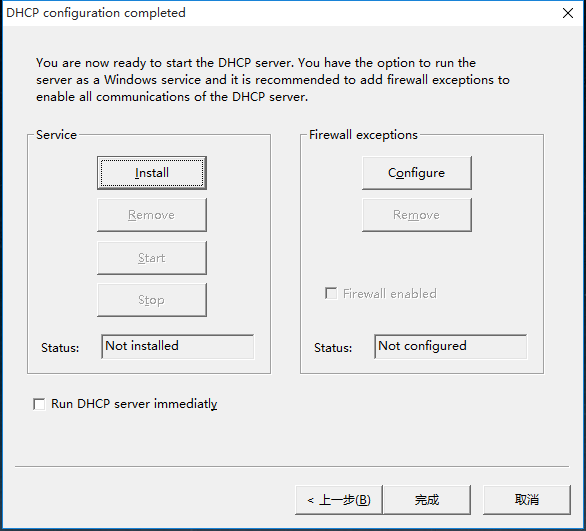 DHCP configuration completed
You are now ready to start the DHCP server. You have the option to run the
server as a Windows service and it is recommended to add firewall exceptions to
enable all communications of the DHCP server.
Service
Install
Remove
Start
Stop
Status: Not installed
Firewall exceptions
Configure
Remove
Firewall enabled
Status: Not configured
Run DHCP server immediatly
< 上一步(B) 完成 取消